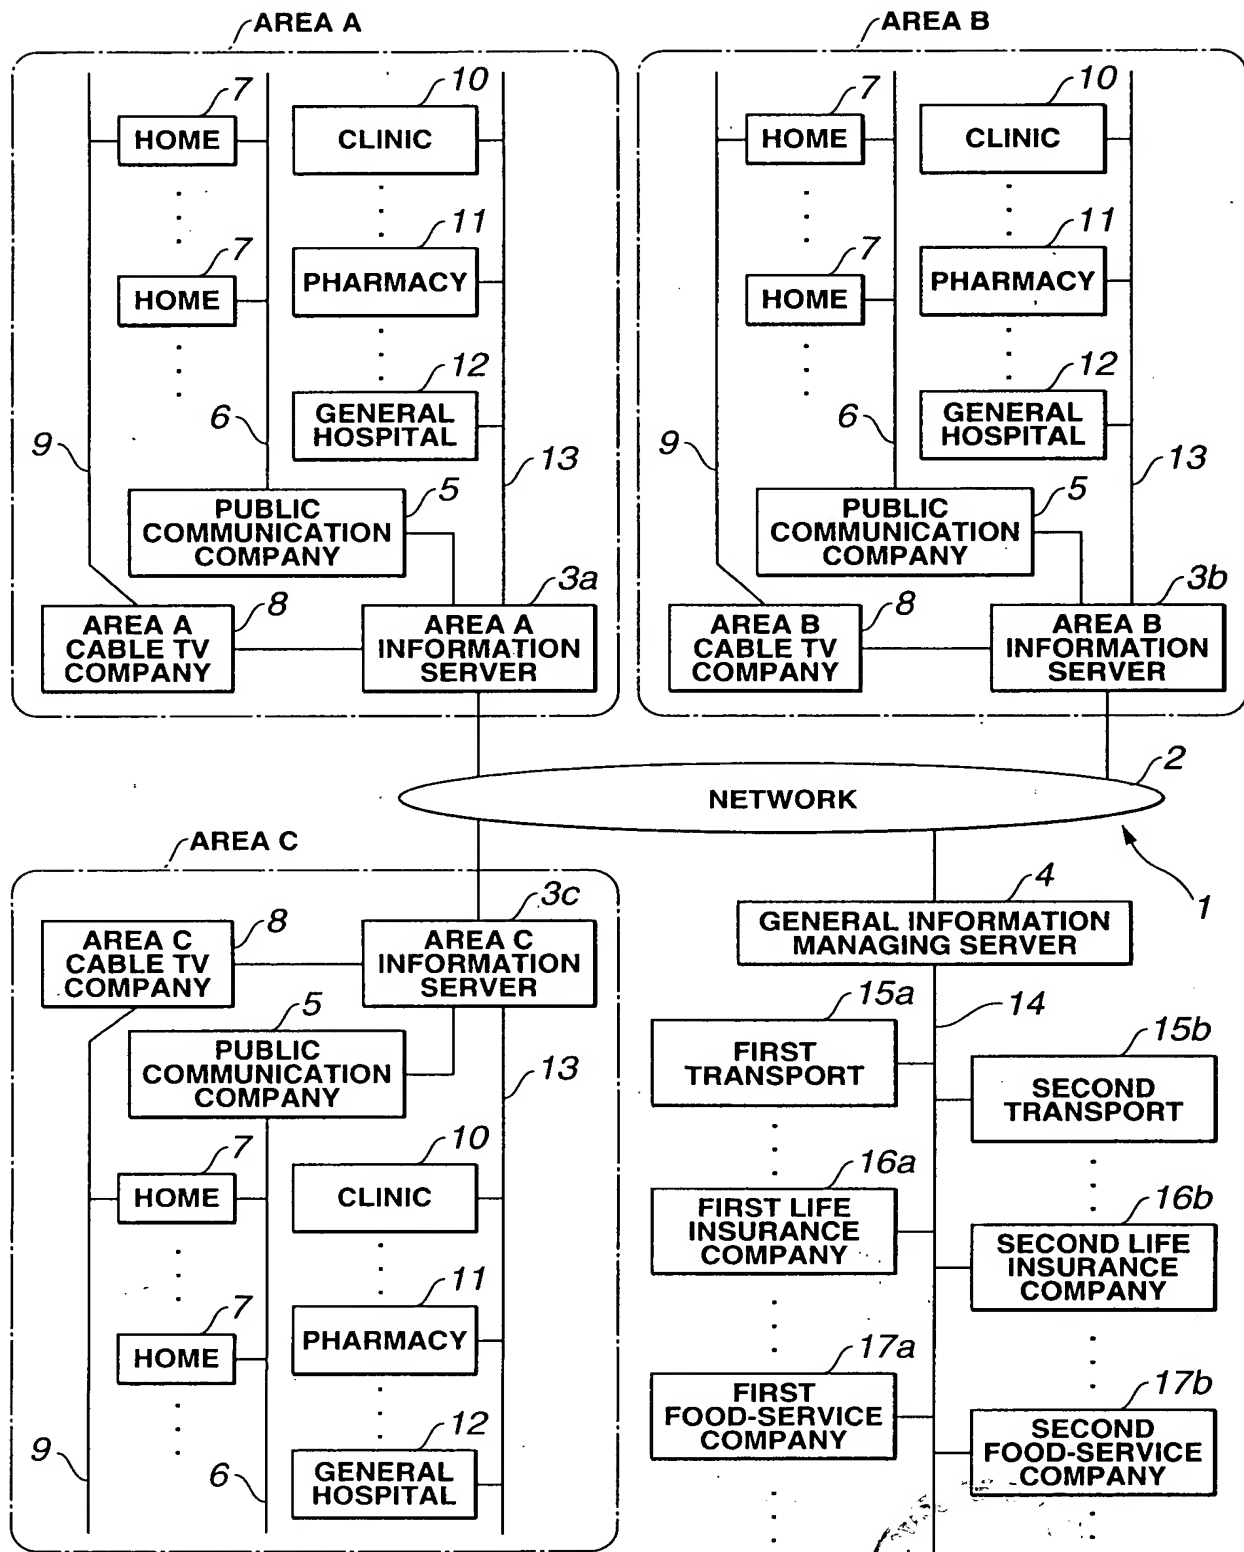 AREA A
7
10
HOME
CLINIC
7
11
HOME
PHARMACY
12
6
GENERAL
HOSPITAL
9
13
5
PUBLIC
COMMUNICATION
COMPANY
8
3a
AREA A
CABLE TV
COMPANY
AREA A
INFORMATION
SERVER
AREA B
7
10
HOME
CLINIC
7
11
HOME
PHARMACY
12
6
GENERAL
HOSPITAL
9
13
5
PUBLIC
COMMUNICATION
COMPANY
8
3b
AREA B
CABLE TV
COMPANY
AREA B
INFORMATION
SERVER
2
NETWORK
1
AREA C
8
3c
AREA C
CABLE TV
COMPANY
AREA C
INFORMATION
SERVER
5
PUBLIC
COMMUNICATION
COMPANY
13
7
10
HOME
CLINIC
7
11
HOME
PHARMACY
12
9
6
GENERAL
HOSPITAL
4
GENERAL INFORMATION
MANAGING SERVER
15a
14
FIRST
TRANSPORT
15b
SECOND
TRANSPORT
16a
FIRST LIFE
INSURANCE
COMPANY
16b
SECOND LIFE
INSURANCE
COMPANY
17a
FIRST
FOOD-SERVICE
COMPANY
17b
SECOND
FOOD-SERVICE
COMPANY